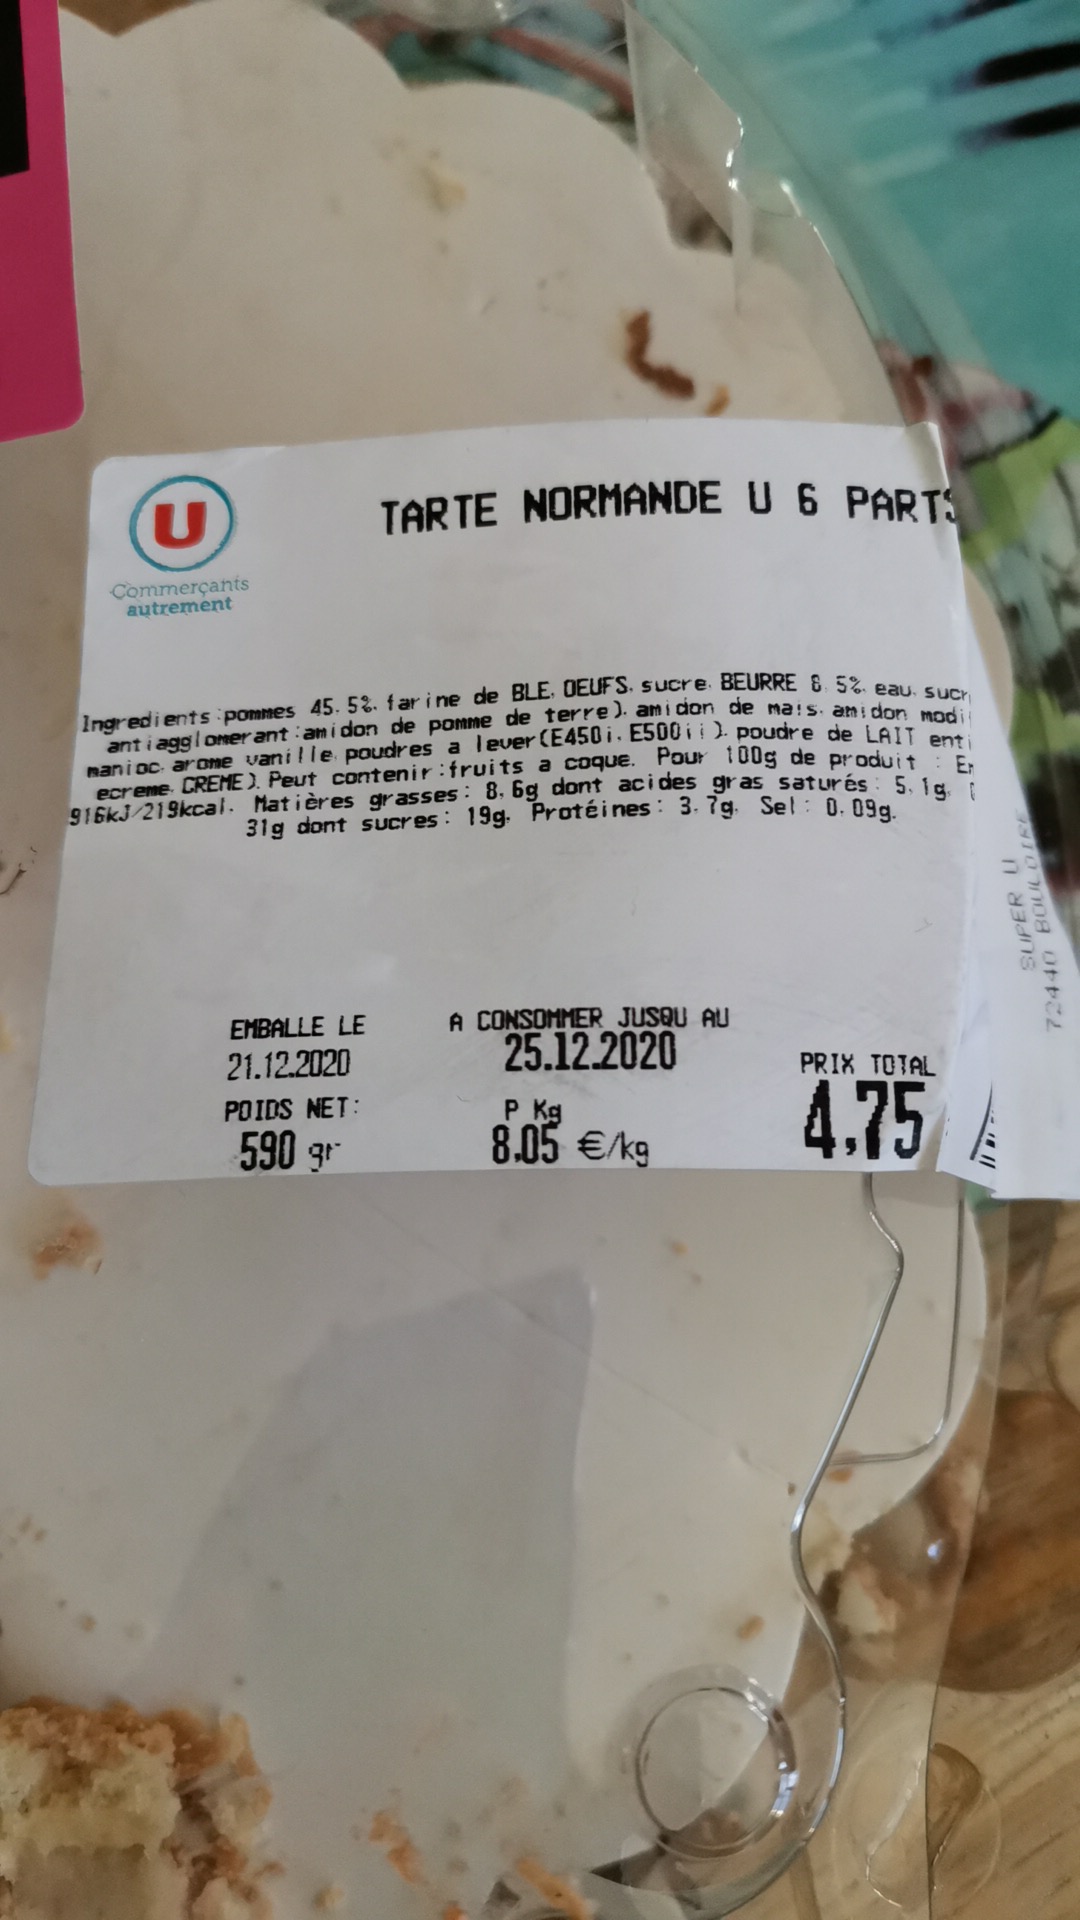 U
Commerçants
autrement
TARTE NORMANDE U 6 PARTS
Ingredients :pommes 45.5%. farine de BLE, OEUFS, sucre. BEURRE 8.5%. eau. sucr
antiagglomerant :amidon de pomme de terre). amidon de mais. amidon modi
manioc. arome vanille. poudres a lever(E450i, E500ii). poudre de LAIT enti
ecreme. CREME). Peut contenir :fruits a coque. Pour 100g de produit : En
916kJ/219kcal. Matières grasses: 8,6g dont acides gras saturés: 5,1g.
31g dont sucres: 19g. Protéines: 3.7g. Sel: 0.09g.
EMBALLE LE
21.12.2020
A CONSOMMER JUSQU AU
25.12.2020
POIDS NET:
590 gr
P Kg
8.05 €/kg
PRIX TOTAL
4,75
SUPER U
72440 BOULOIRE